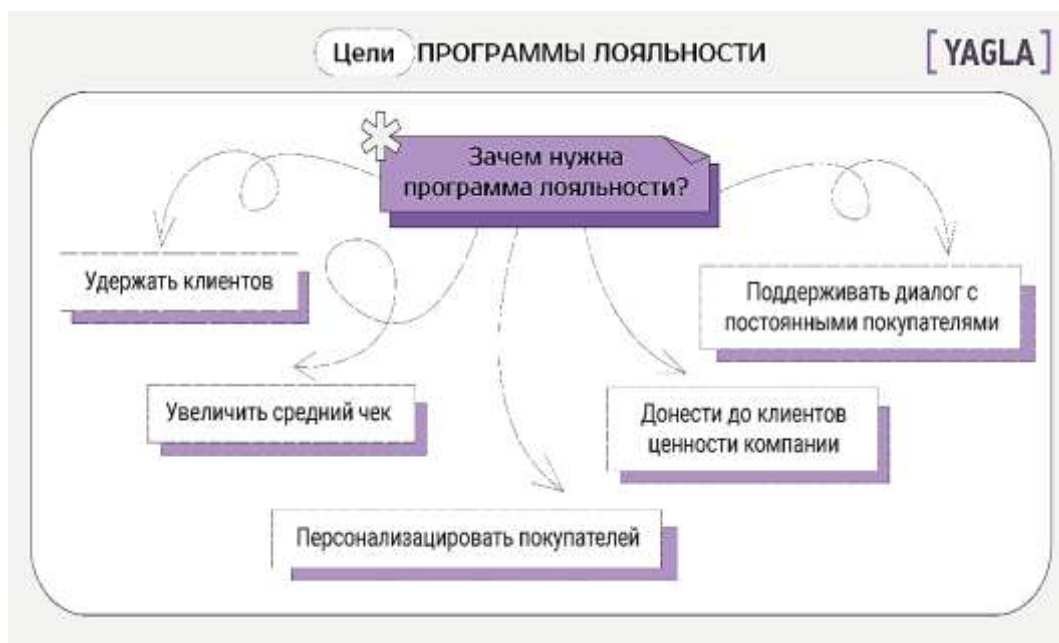 Цели ПРОГРАММЫ ЛОЯЛЬНОСТИ
[YAGLA]
Зачем нужна
программа лояльности?
Удержать клиентов
Поддерживать диалог с
постоянными покупателями
Увеличить средний чек
Донести до клиентов
ценности компании
Персонализацировать покупателей